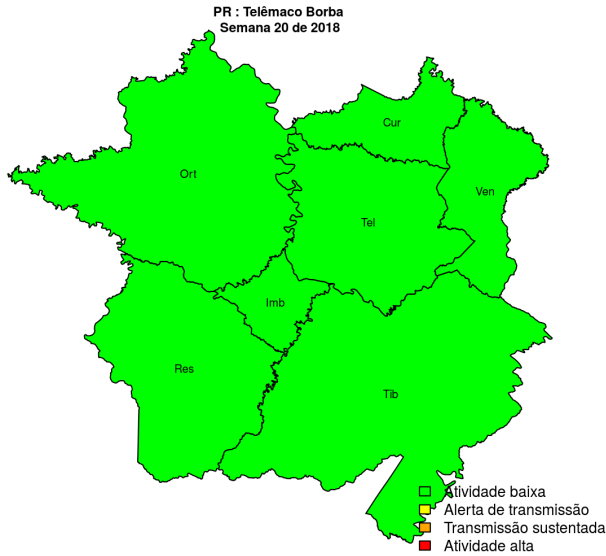 PR : Telêmaco Borba
Semana 20 de 2018
Cur
Ort
Ven
Tel
Imb
Res
Tib
Atividade baixa
Alerta de transmissão
Transmissão sustentada
Atividade alta